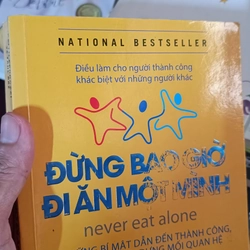 NATIONAL BESTSELLER
Điều làm cho người thành công
khác biệt với những người khác
ĐỪNG BAO GIỜ
ĐI ĂN MỘT MÌNH
never eat alone
BÍ MẬT DẪN ĐẾN THÀNH CÔNG,
MỐI QUAN HỆ